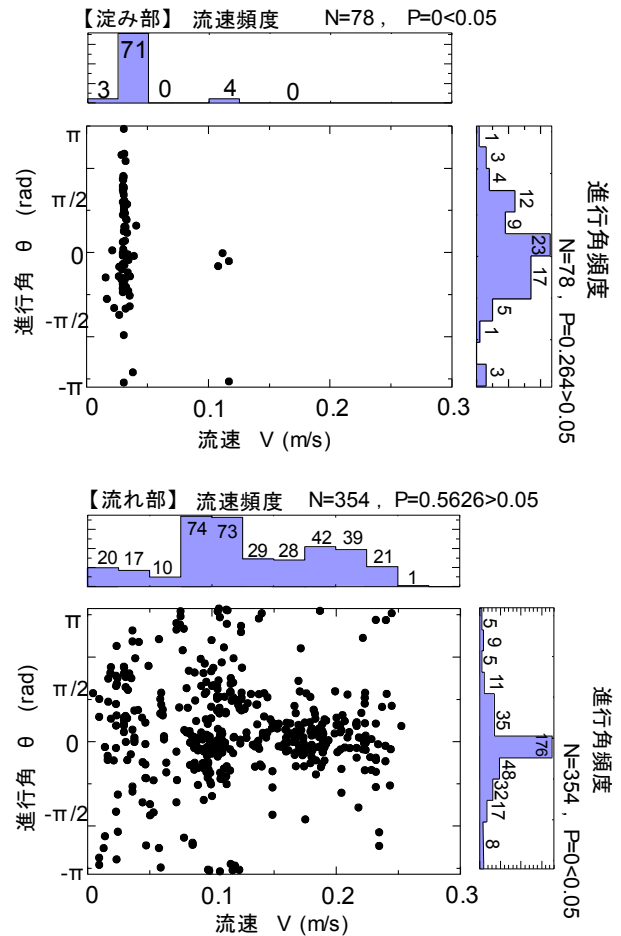 【淀み部】 流速頻度 N=78 , P=0<0.05
3 71 0 4 0
π
π/2
0
-π/2
-π
進行角 θ (rad)
0 0.1 0.2 0.3
流速 V (m/s)
1
3
4
12
9
23
17
5
1
3
進行角頻度
N=78 , P=0.264>0.05
【流れ部】 流速頻度 N=354 , P=0.5626>0.05
20 17 10 74 73 29 28 42 39 21 1
π
π/2
0
-π/2
-π
進行角 θ (rad)
0 0.1 0.2 0.3
流速 V (m/s)
5
9
5
11
35
176
48
32
17
8
進行角頻度
N=354 , P=0<0.05